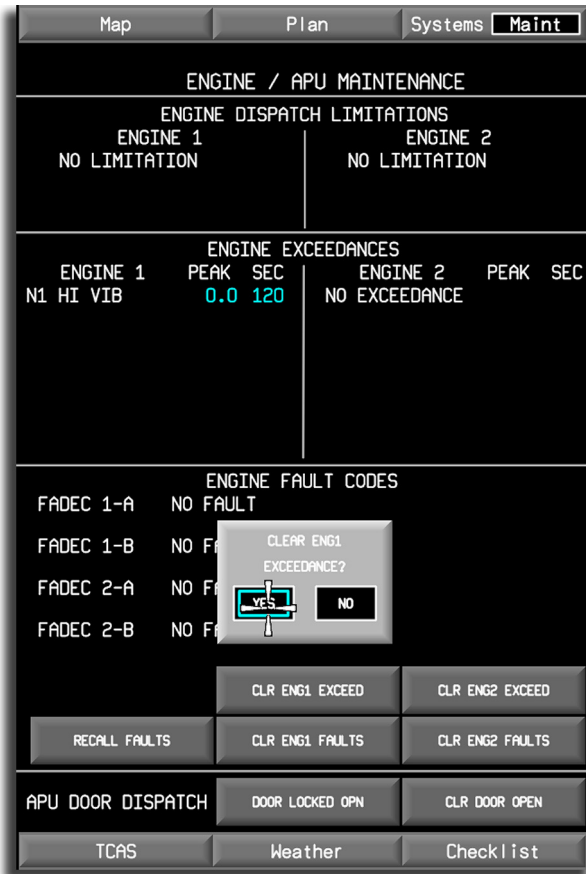 Map Plan Systems Maint
ENGINE / APU MAINTENANCE
ENGINE DISPATCH LIMITATIONS
ENGINE 1 ENGINE 2
NO LIMITATION NO LIMITATION
ENGINE EXCEEDANCES
ENGINE 1 PEAK SEC ENGINE 2 PEAK SEC
N1 HI VIB 0.0 120 NO EXCEEDANCE
ENGINE FAULT CODES
FADEC 1-A NO FAULT
FADEC 1-B NO
FADEC 2-A NO
FADEC 2-B NO
CLEAR ENG1
EXCEEDANCE?
YES NO
CLR ENG1 EXCEED CLR ENG2 EXCEED
RECALL FAULTS CLR ENG1 FAULTS CLR ENG2 FAULTS
APU DOOR DISPATCH DOOR LOCKED OPN CLR DOOR OPEN
TCAS Weather Checklist